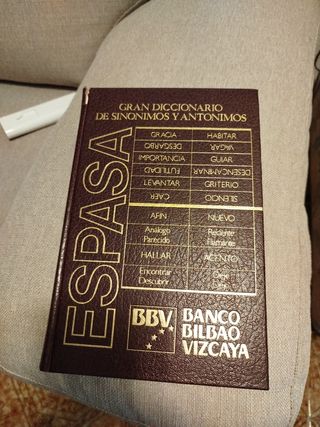 GRAN DICCIONARIO
DE SINONIMOS Y ANTONIMOS
ESPASA
GRACIA HABITAR
DESGARBO VAGAR
IMPORTANCIA GUIAR
FUTILIDAD DESENCAMINAR
LEVANTAR GRITERIO
CAER SILENCIO
AFIN NUEVO
Análogo Reciente
Parecido Flamante
HALLAR ACENTO
Encontrar Deje
Descubrir
BBV BANCO
BILBAO
VIZCAYA